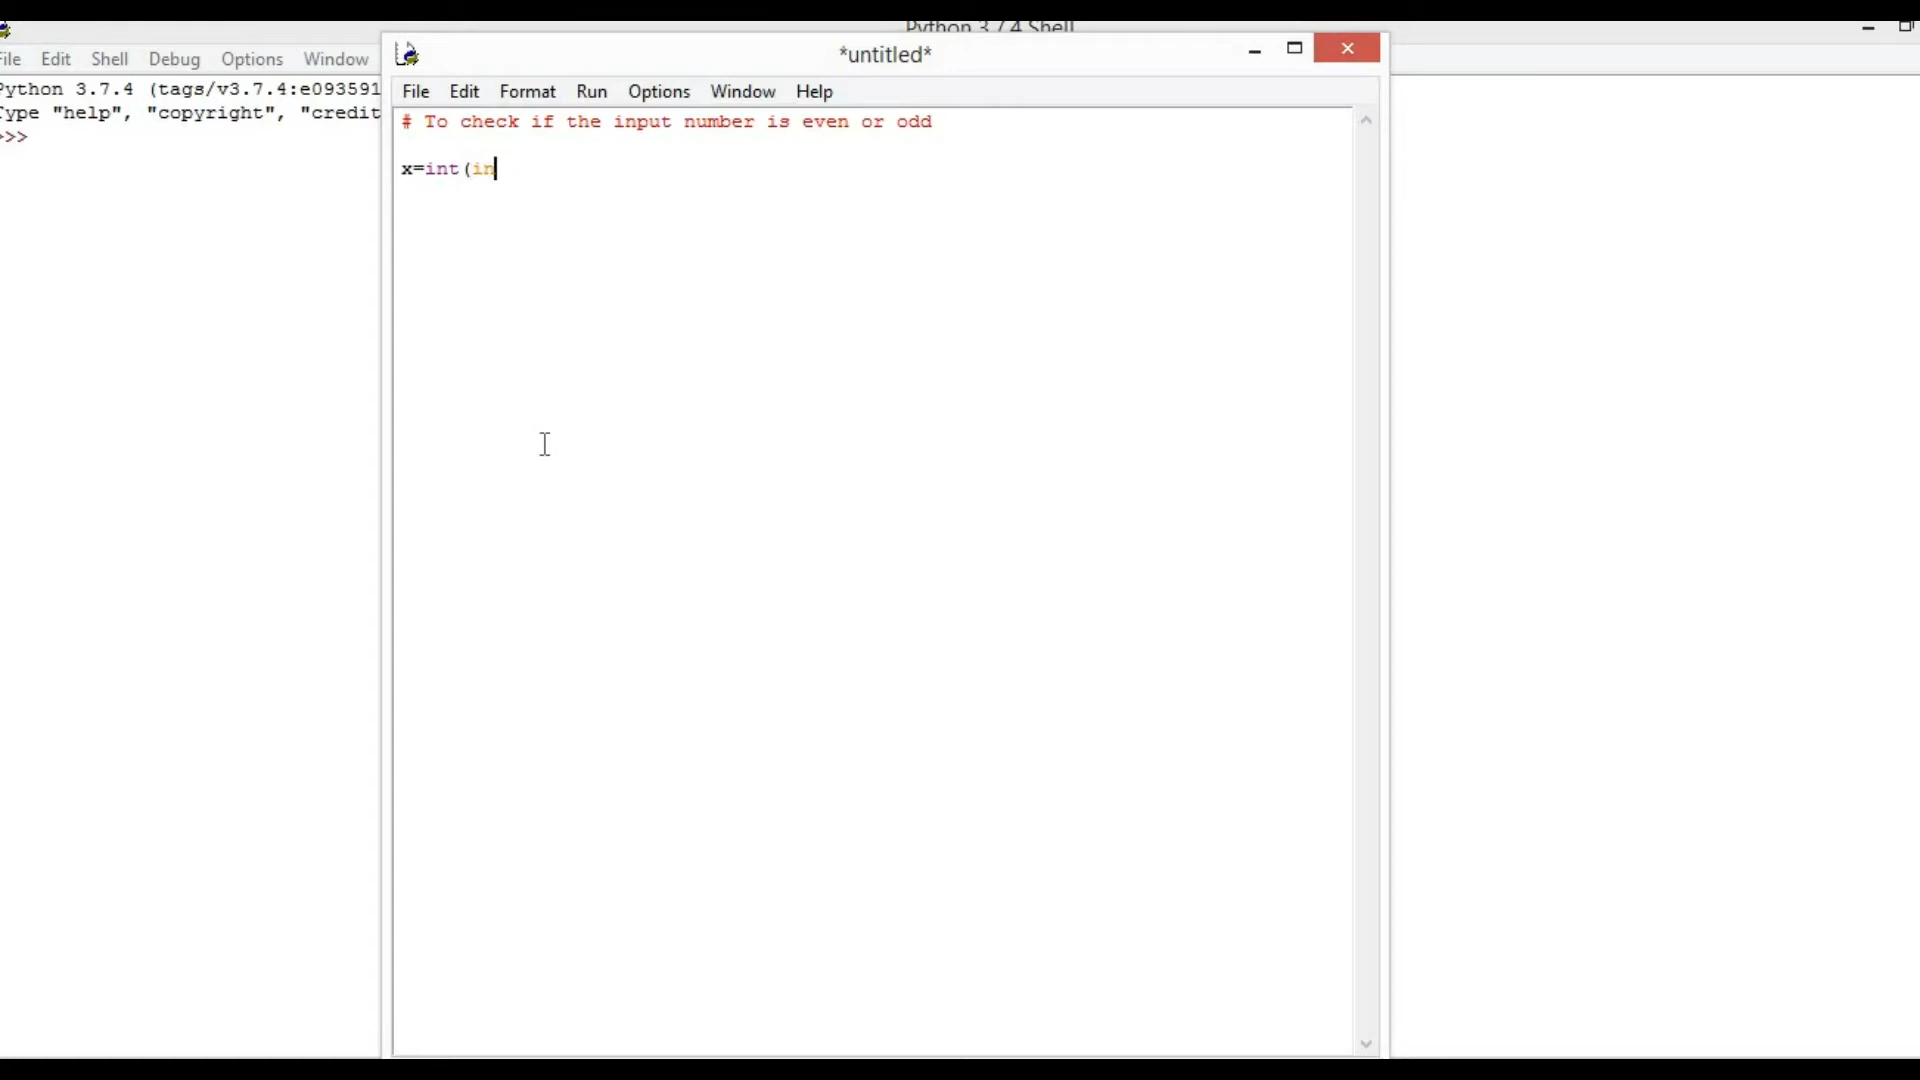 Python 3.7.4 Shell
*untitled*
File Edit Shell Debug Options Window
File Edit Format Run Options Window Help
Python 3.7.4 (tags/v3.7.4:e093591
Type "help", "copyright", "credit
>>>
# To check if the input number is even or odd
x=int(in